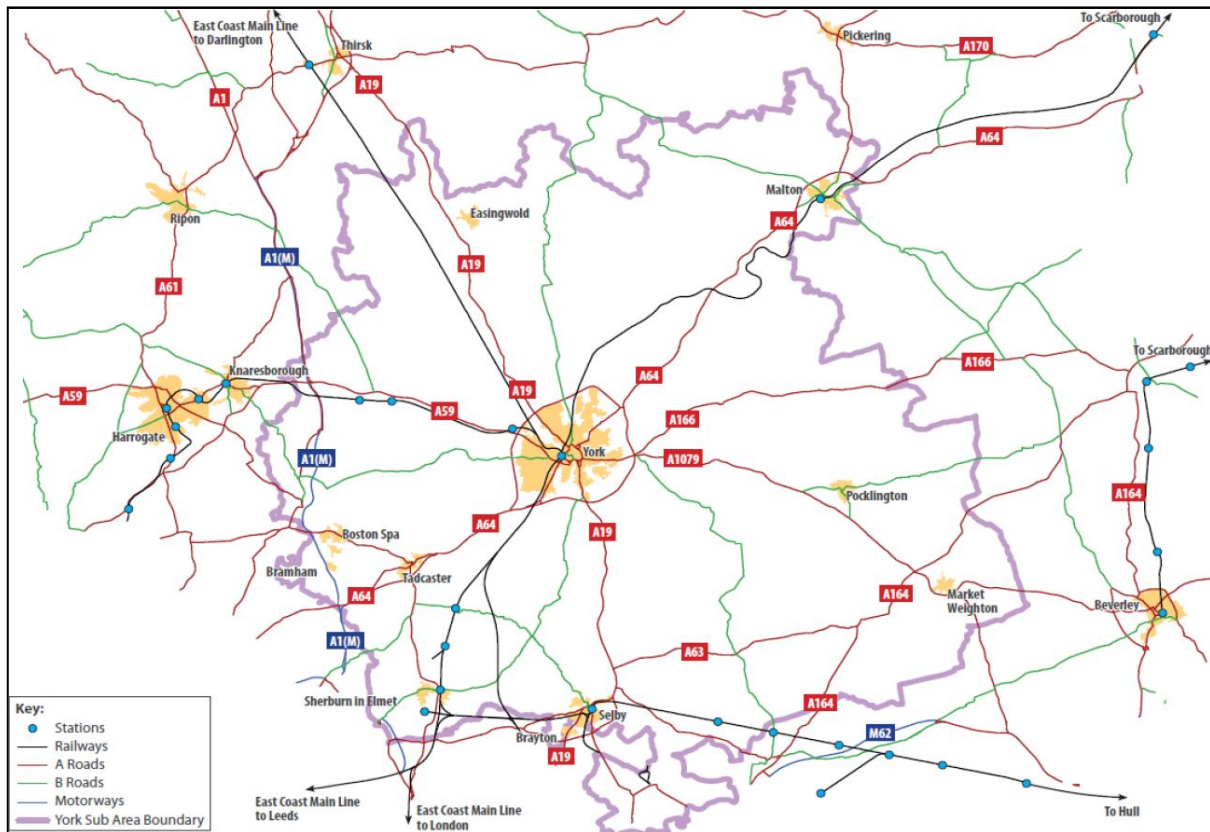 East Coast Main Line
to Darlington
Thirsk
Pickering
To Scarborough
A170
A1
A19
A64
Ripon
Easingwold
Malton
A64
A1(M)
A19
A61
Knaresborough
A166
To Scarborough
A59
A19
A64
A59
A166
Harrogate
York
A1079
A1(M)
Pocklington
A164
A64
A19
Boston Spa
Bramham
Tadcaster
A64
A164
Market
Weighton
Beverley
A1(M)
A63
Sherburn in Elmet
A164
Selby
Brayton
A19
M62
East Coast Main Line
to Leeds
East Coast Main Line
to London
To Hull
Key:
Stations
Railways
A Roads
B Roads
Motorways
York Sub Area Boundary